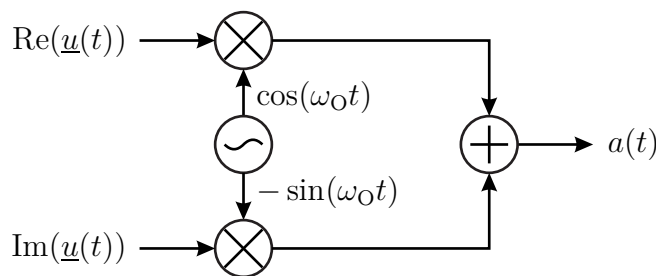 Re(u(t))
cos(ω_O t)
a(t)
− sin(ω_O t)
Im(u(t))